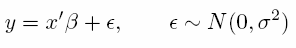 y = x′β + ϵ,  ϵ ∼ N(0, σ²)